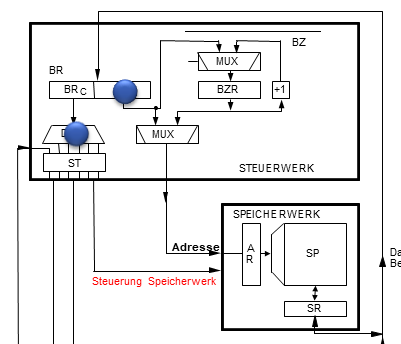 BZ
MUX
BR
BR C
BZR
+1
D
MUX
ST
STEUERWERK
SPEICHERWERK
Adresse
A
R
SP
Steuerung Speicherwerk
SR
Da
Be